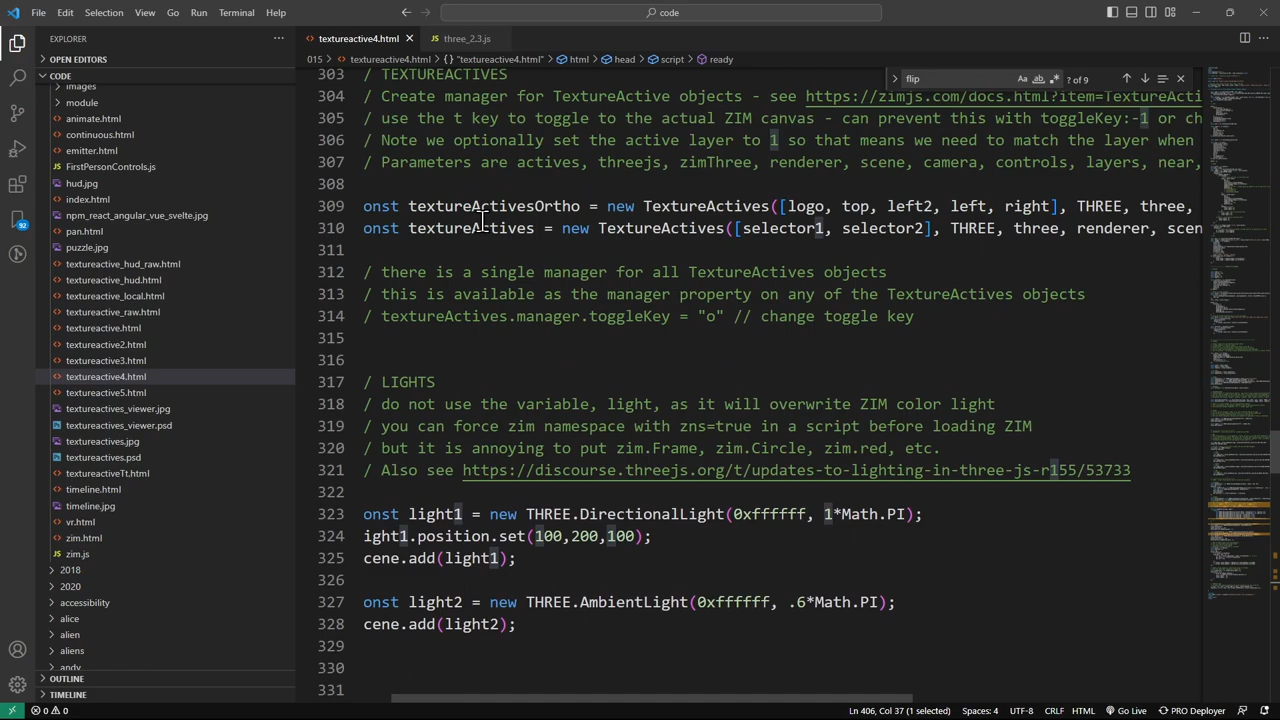 File Edit Selection View Go Run Terminal Help
code
EXPLORER
textureactive4.html
three_2.3.js
OPEN EDITORS
015 > textureactive4.html > {} "textureactive4.html" > html > head > script > ready
CODE
flip
Aa ab ? of 9
images
module
animate.html
continuous.html
emitter.html
FirstPersonControls.js
hud.jpg
index.html
npm_react_angular_vue_svelte.jpg
pan.html
puzzle.jpg
textureactive_hud_raw.html
textureactive_hud.html
textureactive_local.html
textureactive_raw.html
textureactive.html
textureactive2.html
textureactive3.html
textureactive4.html
textureactive5.html
textureactives_viewer.jpg
textureactives_viewer.psd
textureactives.jpg
textureactives.psd
textureactiveTt.html
timeline.html
timeline.jpg
vr.html
zim.html
zim.js
2018
2020
accessibility
alice
alien
aliens
andy
OUTLINE
TIMELINE
92
303 / TEXTUREACTIVES
304 / Create manager for TextureActive objects - see https://zimjs.com/docs.html?item=TextureActi
305 / use the t key to toggle to the actual ZIM canvas - can prevent this with toggleKey:-1 or ch
306 / Note we optionally set the active layer to 1 so that means we need to match the layer when
307 / Parameters are actives, threejs, zimThree, renderer, scene, camera, controls, layers, near,
308
309 onst textureActivesOrtho = new TextureActives([logo, top, left2, left, right], THREE, three,
310 onst textureActives = new TextureActives([selector1, selector2], THREE, three, renderer, scen
311
312 / there is a single manager for all TextureActives objects
313 / this is available as the manager property on any of the TextureActives objects
314 / textureActives.manager.toggleKey = "o" // change toggle key
315
316
317 / LIGHTS
318 / do not use the variable, light, as it will overwrite ZIM color light
319 / you can force ZIM namespace with zns=true in script before loading ZIM
320 / but it is annoying to put zim.Frame, zim.Circle, zim.red, etc.
321 / Also see https://discourse.threejs.org/t/updates-to-lighting-in-three-js-r155/53733
322
323 onst light1 = new THREE.DirectionalLight(0xffffff, 1*Math.PI);
324 ight1.position.set(100,200,100);
325 cene.add(light1);
326
327 onst light2 = new THREE.AmbientLight(0xffffff, .6*Math.PI);
328 cene.add(light2);
329
330
331
0 0 Ln 406, Col 37 (1 selected) Spaces: 4 UTF-8 CRLF HTML Go Live PRO Deployer